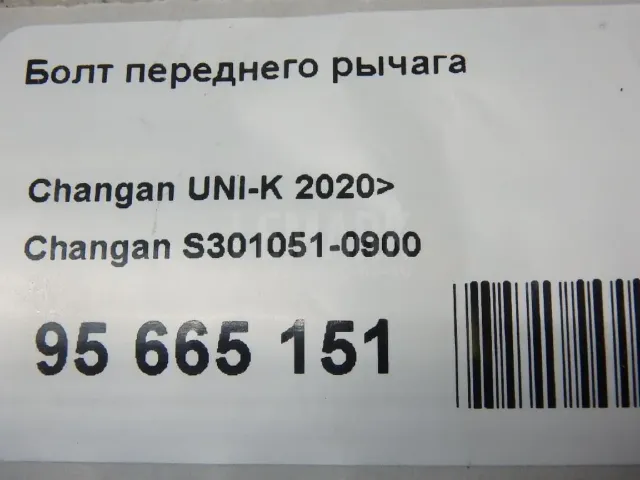 Болт переднего рычага
Changan UNI-K 2020>
Changan S301051-0900
95 665 151